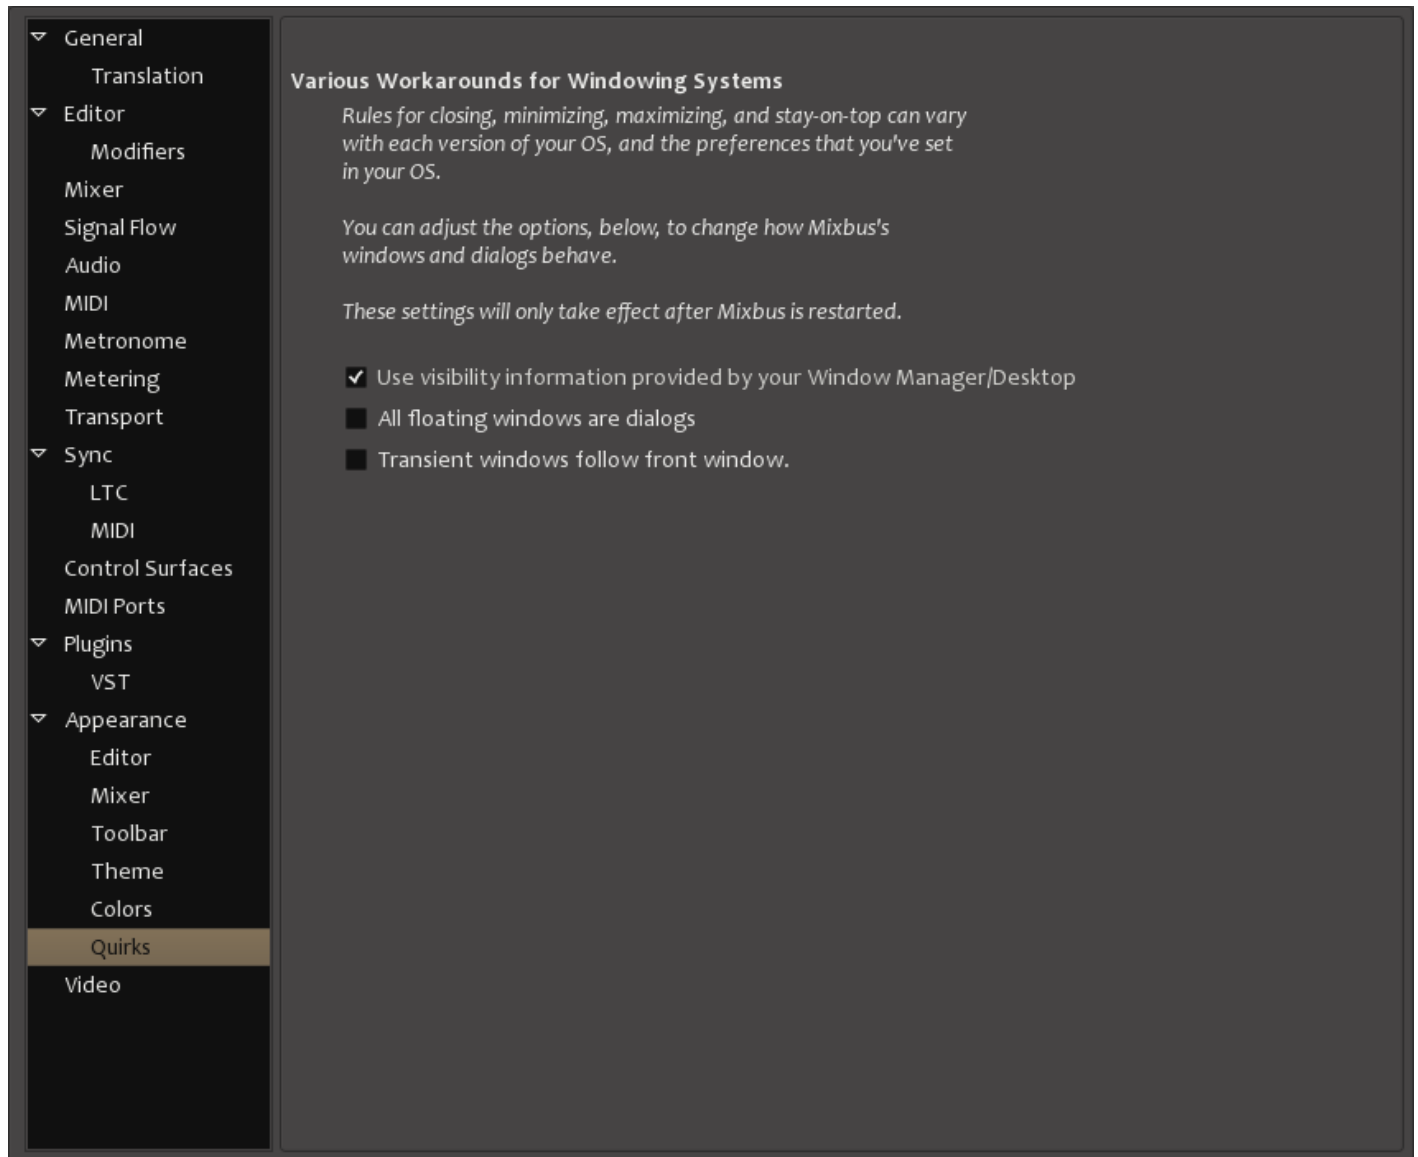 General
Translation
Editor
Modifiers
Mixer
Signal Flow
Audio
MIDI
Metronome
Metering
Transport
Sync
LTC
MIDI
Control Surfaces
MIDI Ports
Plugins
VST
Appearance
Editor
Mixer
Toolbar
Theme
Colors
Quirks
Video
Various Workarounds for Windowing Systems
Rules for closing, minimizing, maximizing, and stay-on-top can vary
with each version of your OS, and the preferences that you've set
in your OS.
You can adjust the options, below, to change how Mixbus's
windows and dialogs behave.
These settings will only take effect after Mixbus is restarted.
Use visibility information provided by your Window Manager/Desktop
All floating windows are dialogs
Transient windows follow front window.